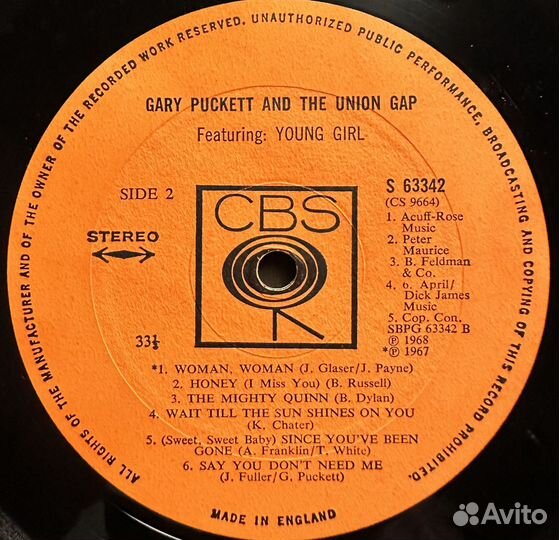 ALL RIGHTS OF THE MANUFACTURER AND OF THE OWNER OF THE RECORDED WORK RESERVED. UNAUTHORIZED PUBLIC PERFORMANCE, BROADCASTING AND COPYING OF THIS RECORD PROHIBITED.
GARY PUCKETT AND THE UNION GAP
Featuring: YOUNG GIRL
SIDE 2
STEREO
33⅓
CBS
S 63342
(CS 9664)
1. Acuff-Rose
Music
2. Peter
Maurice
3. B. Feldman
& Co.
4. 6. April/
Dick James
Music
5. Cop. Con.
SBPG 63342 B
℗ 1968
*℗ 1967
*1. WOMAN, WOMAN (J. Glaser/J. Payne)
2. HONEY (I Miss You) (B. Russell)
3. THE MIGHTY QUINN (B. Dylan)
4. WAIT TILL THE SUN SHINES ON YOU
(K. Chater)
5. (Sweet, Sweet Baby) SINCE YOU'VE BEEN
GONE (A. Franklin/T. White)
6. SAY YOU DON'T NEED ME
(J. Fuller/G. Puckett)
MADE IN ENGLAND
Avito